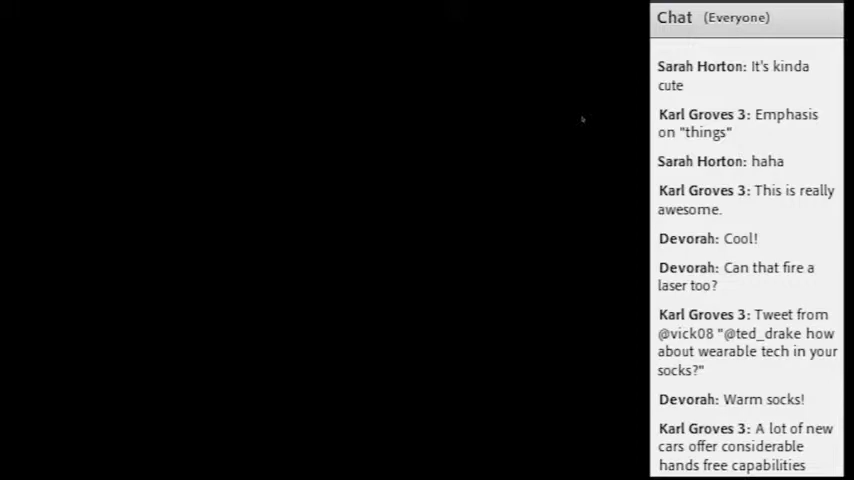 Chat (Everyone)
Sarah Horton: It's kinda
cute
Karl Groves 3: Emphasis
on "things"
Sarah Horton: haha
Karl Groves 3: This is really
awesome.
Devorah: Cool!
Devorah: Can that fire a
laser too?
Karl Groves 3: Tweet from
@vick08 "@ted_drake how
about wearable tech in your
socks?"
Devorah: Warm socks!
Karl Groves 3: A lot of new
cars offer considerable
hands free capabilities